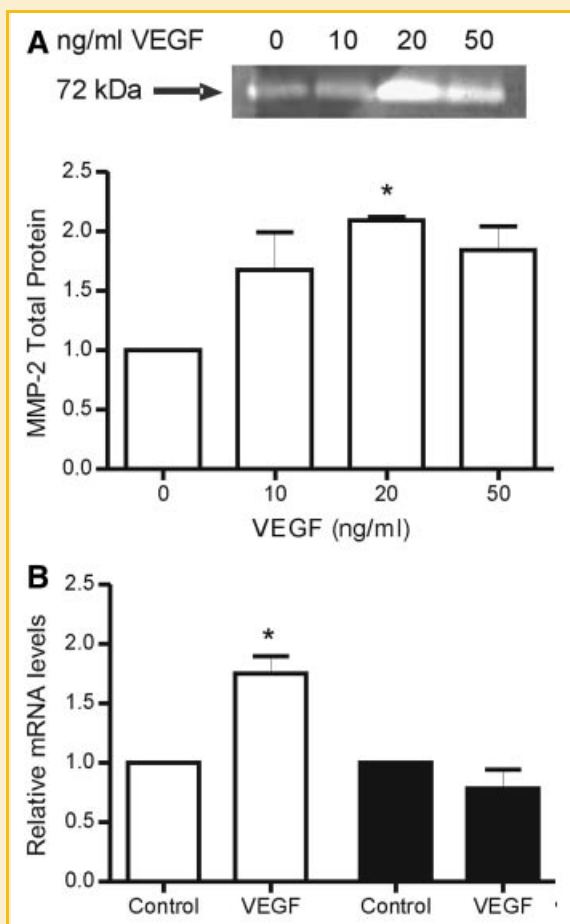 A ng/ml VEGF 0 10 20 50
72 kDa
2.5
*
2.0
1.5
1.0
0.5
0.0
MMP-2 Total Protein
0 10 20 50
VEGF (ng/ml)
B
2.5
*
2.0
1.5
1.0
0.5
0.0
Relative mRNA levels
Control VEGF Control VEGF